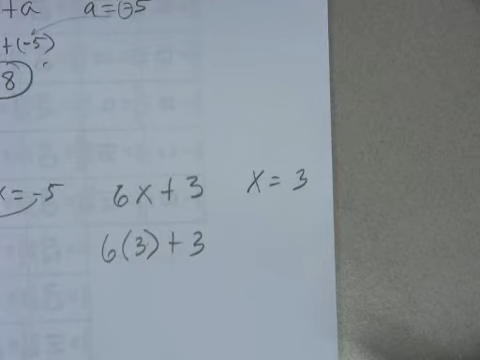 +a a=-5
+(-5)
8
x=-5 6x+3 x=3
6(3)+3